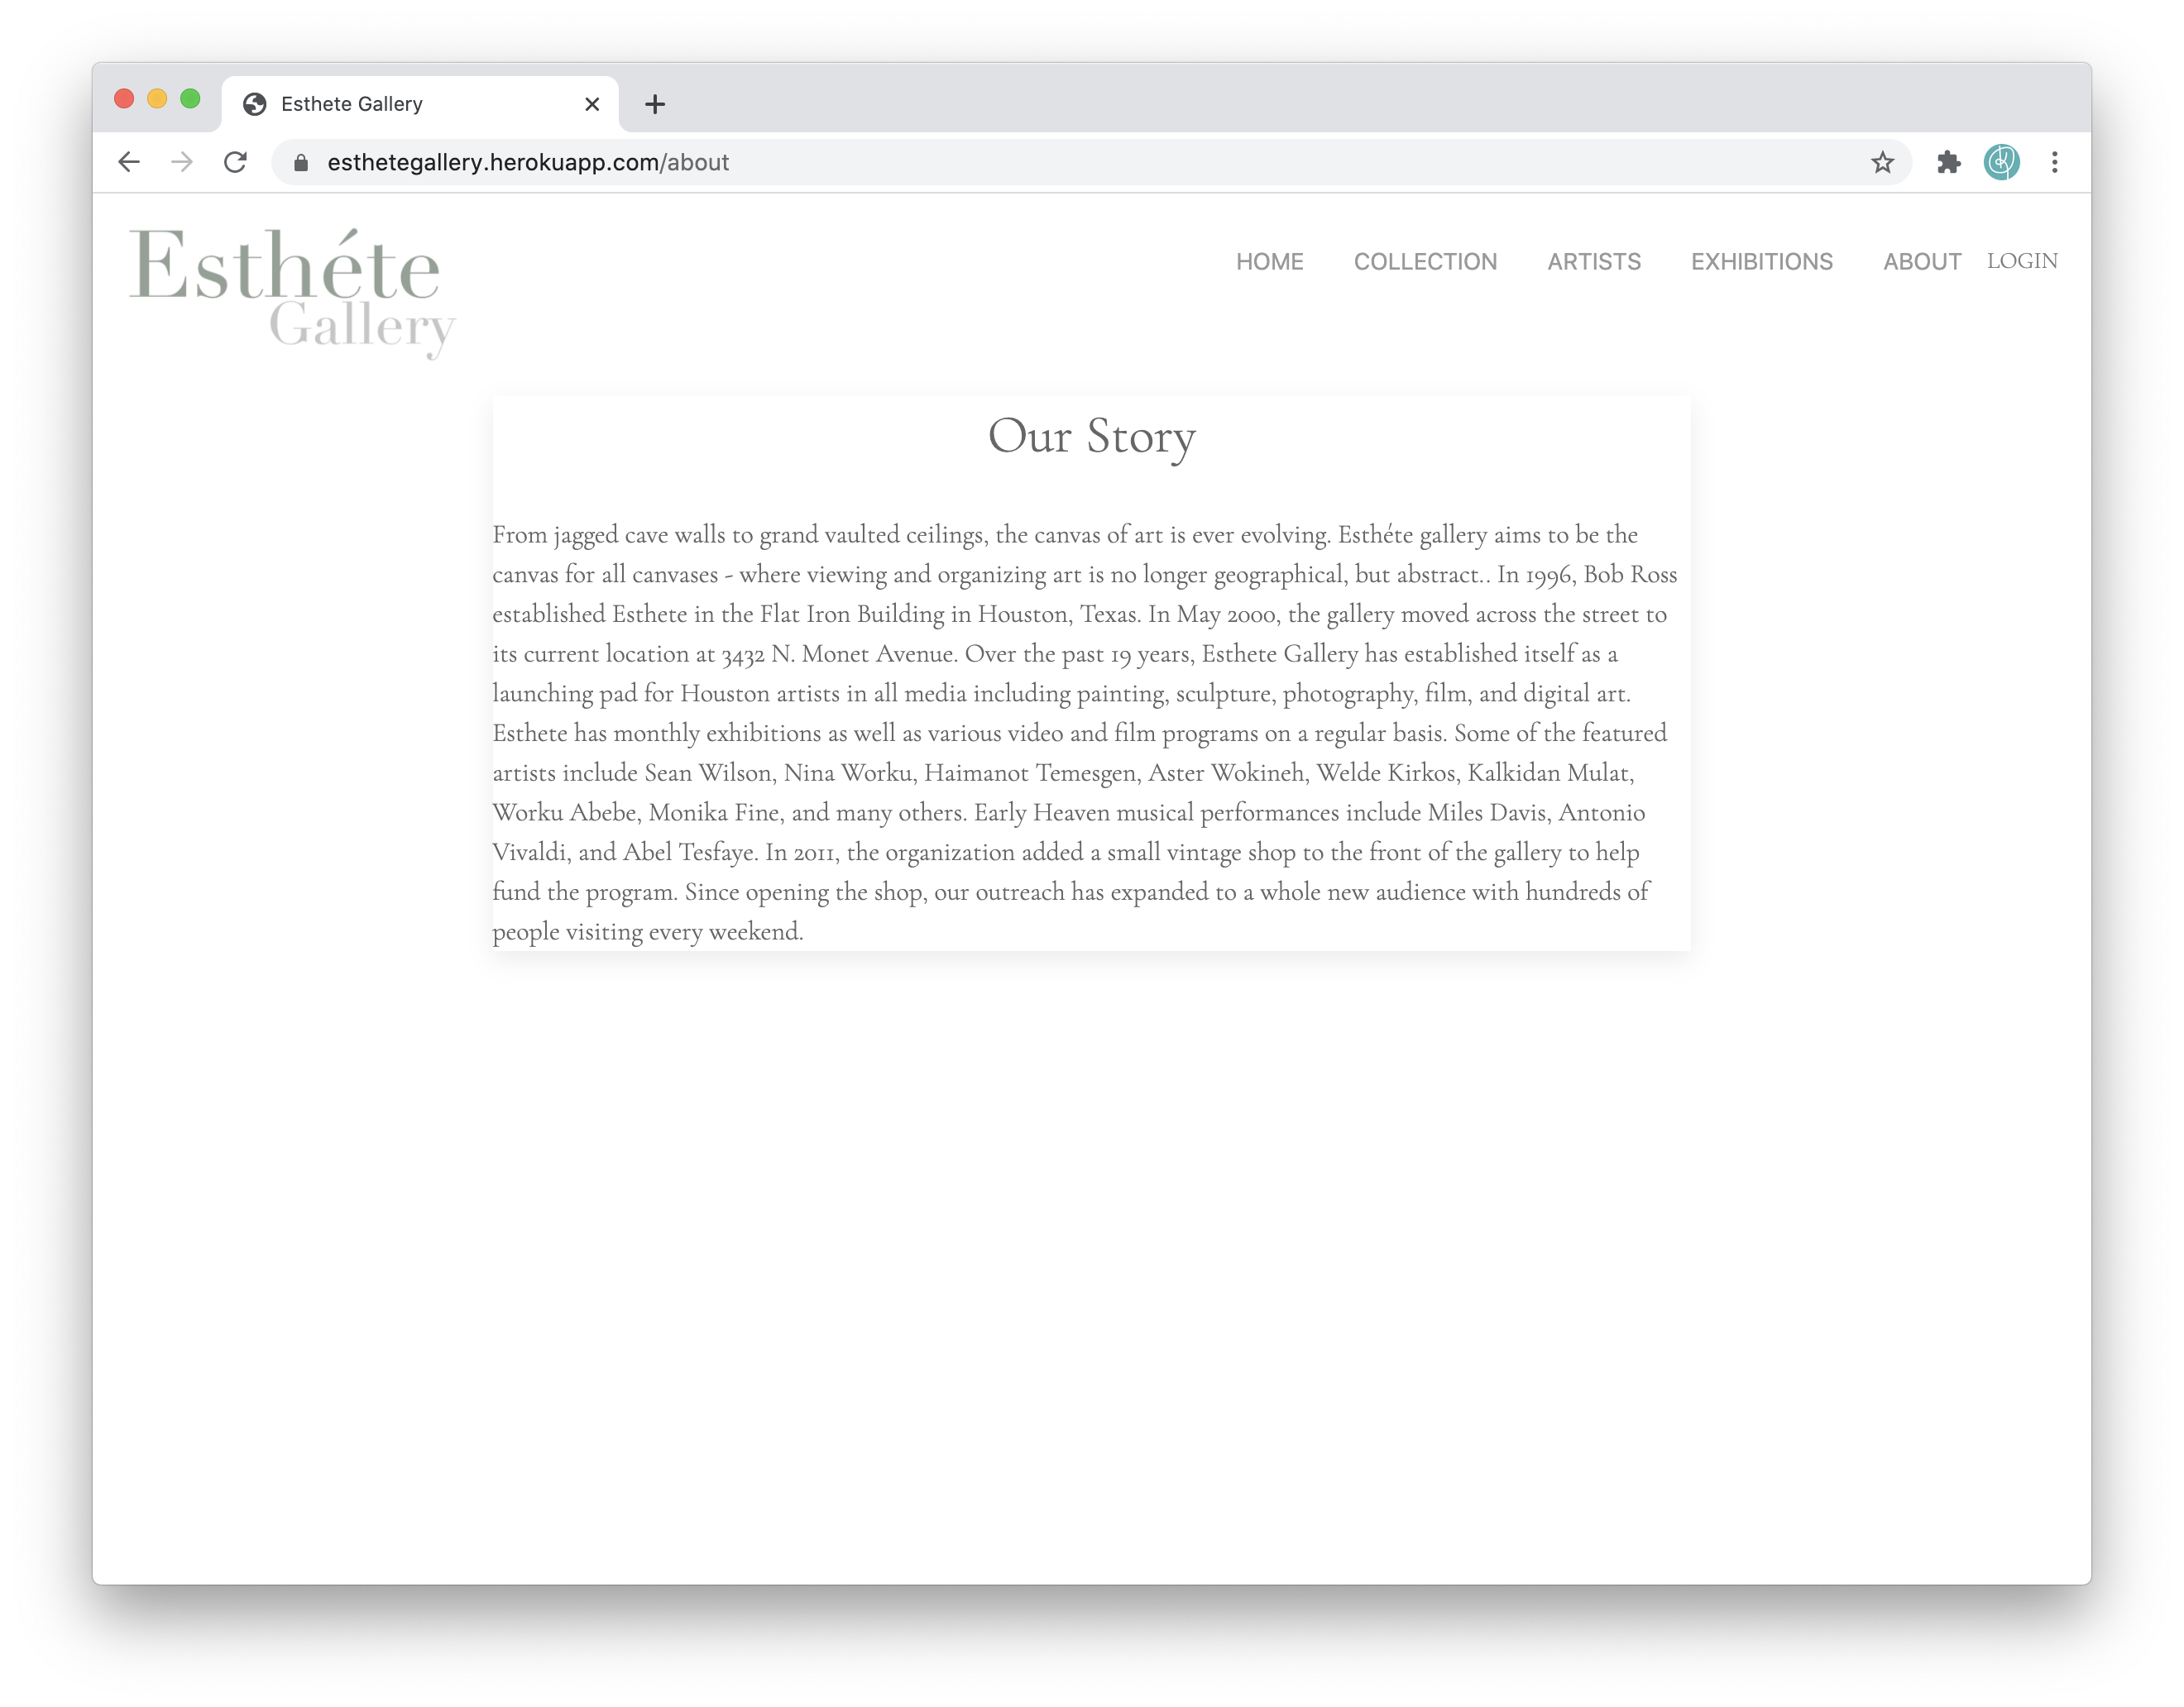 Esthete Gallery
esthetegallery.herokuapp.com/about
Esthéte
Gallery
HOME COLLECTION ARTISTS EXHIBITIONS ABOUT LOGIN
Our Story
From jagged cave walls to grand vaulted ceilings, the canvas of art is ever evolving. Esthéte gallery aims to be the
canvas for all canvases - where viewing and organizing art is no longer geographical, but abstract.. In 1996, Bob Ross
established Esthete in the Flat Iron Building in Houston, Texas. In May 2000, the gallery moved across the street to
its current location at 3432 N. Monet Avenue. Over the past 19 years, Esthete Gallery has established itself as a
launching pad for Houston artists in all media including painting, sculpture, photography, film, and digital art.
Esthete has monthly exhibitions as well as various video and film programs on a regular basis. Some of the featured
artists include Sean Wilson, Nina Worku, Haimanot Temesgen, Aster Wokineh, Welde Kirkos, Kalkidan Mulat,
Worku Abebe, Monika Fine, and many others. Early Heaven musical performances include Miles Davis, Antonio
Vivaldi, and Abel Tesfaye. In 2011, the organization added a small vintage shop to the front of the gallery to help
fund the program. Since opening the shop, our outreach has expanded to a whole new audience with hundreds of
people visiting every weekend.